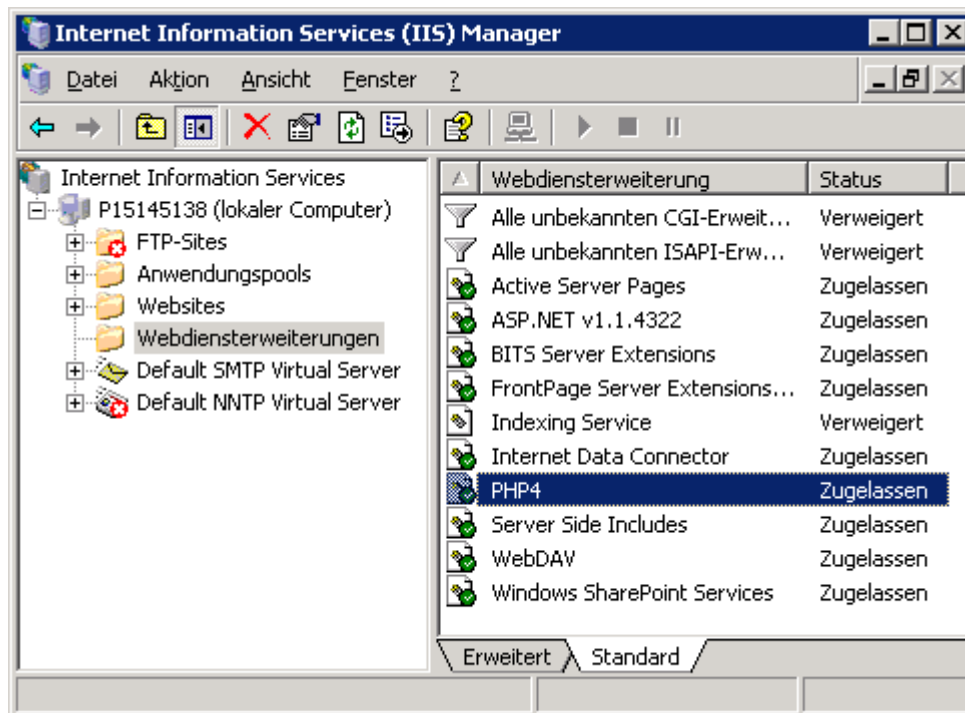 Internet Information Services (IIS) Manager
Datei Aktion Ansicht Fenster ?
Internet Information Services
P15145138 (lokaler Computer)
FTP-Sites
Anwendungspools
Websites
Webdiensterweiterungen
Default SMTP Virtual Server
Default NNTP Virtual Server
Webdiensterweiterung Status
Alle unbekannten CGI-Erweit... Verweigert
Alle unbekannten ISAPI-Erw... Verweigert
Active Server Pages Zugelassen
ASP.NET v1.1.4322 Zugelassen
BITS Server Extensions Zugelassen
FrontPage Server Extensions... Zugelassen
Indexing Service Verweigert
Internet Data Connector Zugelassen
PHP4 Zugelassen
Server Side Includes Zugelassen
WebDAV Zugelassen
Windows SharePoint Services Zugelassen
Erweitert Standard